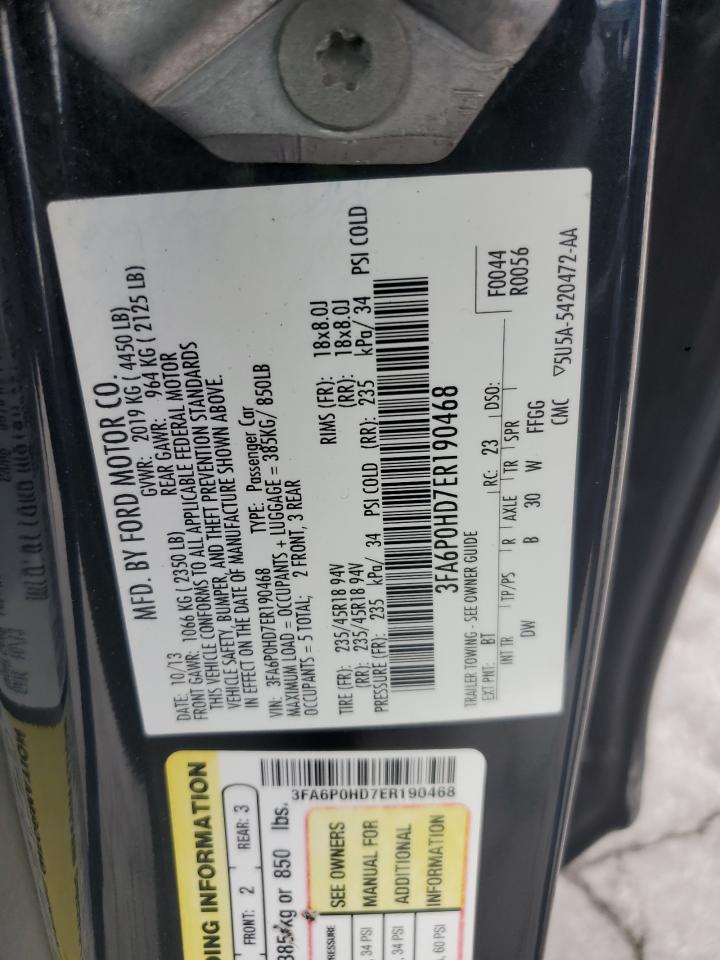 MFD. BY FORD MOTOR CO.
DATE: 10/13 GVWR: 2019 KG ( 4450 LB)
FRONT GAWR: 1066 KG ( 2350 LB) REAR GAWR: 964 KG ( 2125 LB)
THIS VEHICLE CONFORMS TO ALL APPLICABLE FEDERAL MOTOR
VEHICLE SAFETY, BUMPER, AND THEFT PREVENTION STANDARDS
IN EFFECT ON THE DATE OF MANUFACTURE SHOWN ABOVE.
VIN: 3FA6P0HD7ER190468 TYPE: Passenger Car
MAXIMUM LOAD = OCCUPANTS + LUGGAGE = 385KG/ 850LB
OCCUPANTS = 5 TOTAL; 2 FRONT, 3 REAR
TIRE (FR): 235/45R18 94V RIMS (FR): 18x8.0J
(RR): 235/45R18 94V (RR): 18x8.0J
PRESSURE (FR): 235 kPa/ 34 PSI COLD (RR): 235 kPa/ 34 PSI COLD
3FA6P0HD7ER190468
TRAILER TOWING - SEE OWNER GUIDE
EXT PNT: BT RC: 23 DSO: F0044
R0056
INT TR TP/PS R AXLE TR SPR
DW B 30 W FFGG
CMC ▽5U5A-5420472-AA
3FA6P0HD7ER190468
INFORMATION
FRONT: 2 REAR: 3
385 kg or 850 lbs.
PRESSURE SEE OWNERS
, 34 PSI MANUAL FOR
, 34 PSI ADDITIONAL
, 60 PSI INFORMATION